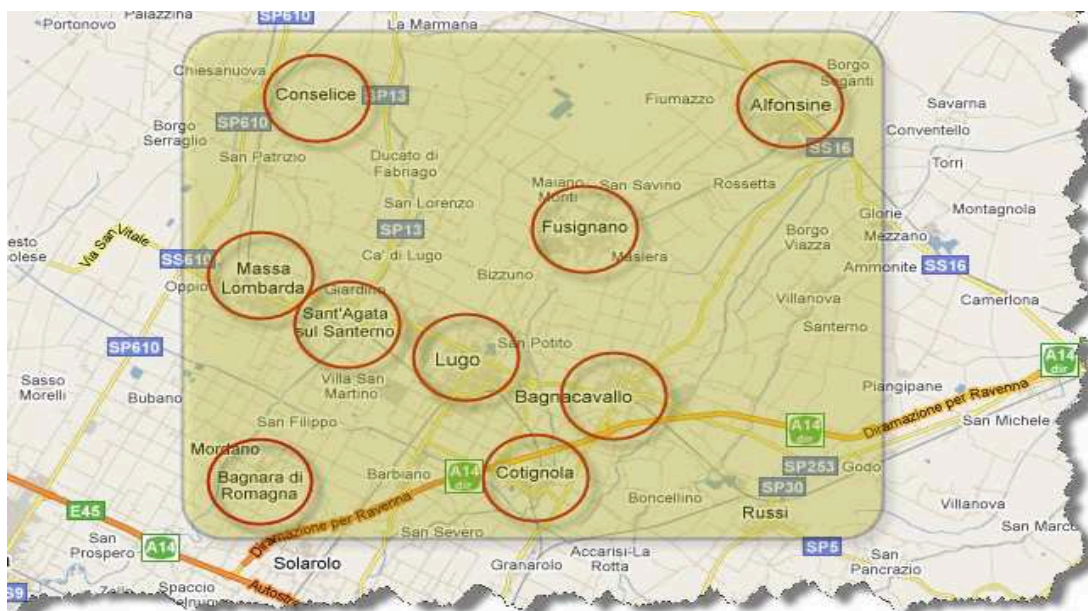 Palazzina
SP610
Portonovo
La Marmana
Chiesanuova
Borgo
Seganti
Conselice
SP13
Fiumazzo
Alfonsine
Savarna
SP610
Borgo
Serraglio
Conventello
SS16
San Patrizio
Ducato di
Fabriago
Torri
Maiano
Monti
San Savino
Rossetta
San Lorenzo
Montagnola
Fusignano
Glorie
Mezzano
SP13
Borgo
Viazza
Via San Vitale
Ca' di Lugo
Masiera
SS610
Massa
Lombarda
Bizzuno
Ammonite
SS16
Oppio
Giardino
Villanova
Camerlona
Sant'Agata
sul Santerno
Santerno
SP610
San Potito
Lugo
A14
dir
Sasso
Morelli
Villa San
Martino
Bubano
Bagnacavallo
Piangipane
Diramazione per Ravenna
San Filippo
San Michele
A14
dir
Mordano
Bagnara di
Romagna
Barbiano
A14
dir
Cotignola
SP253
Godo
SP30
Boncellino
Villanova
Russi
E45
Diramazione per Ravenna
San Severo
San
Prospero
A14
San Marco
Solarolo
Granarolo
Accarisi-La
Rotta
SP5
San
Pancrazio
Spaccio
S9